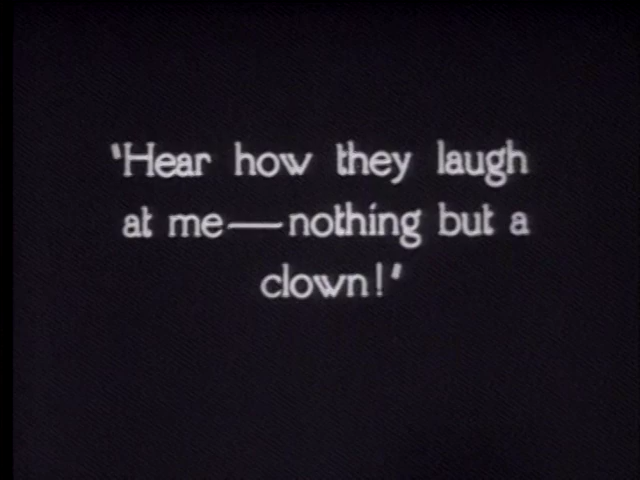 "Hear how they laugh
at me—nothing but a
clown!"